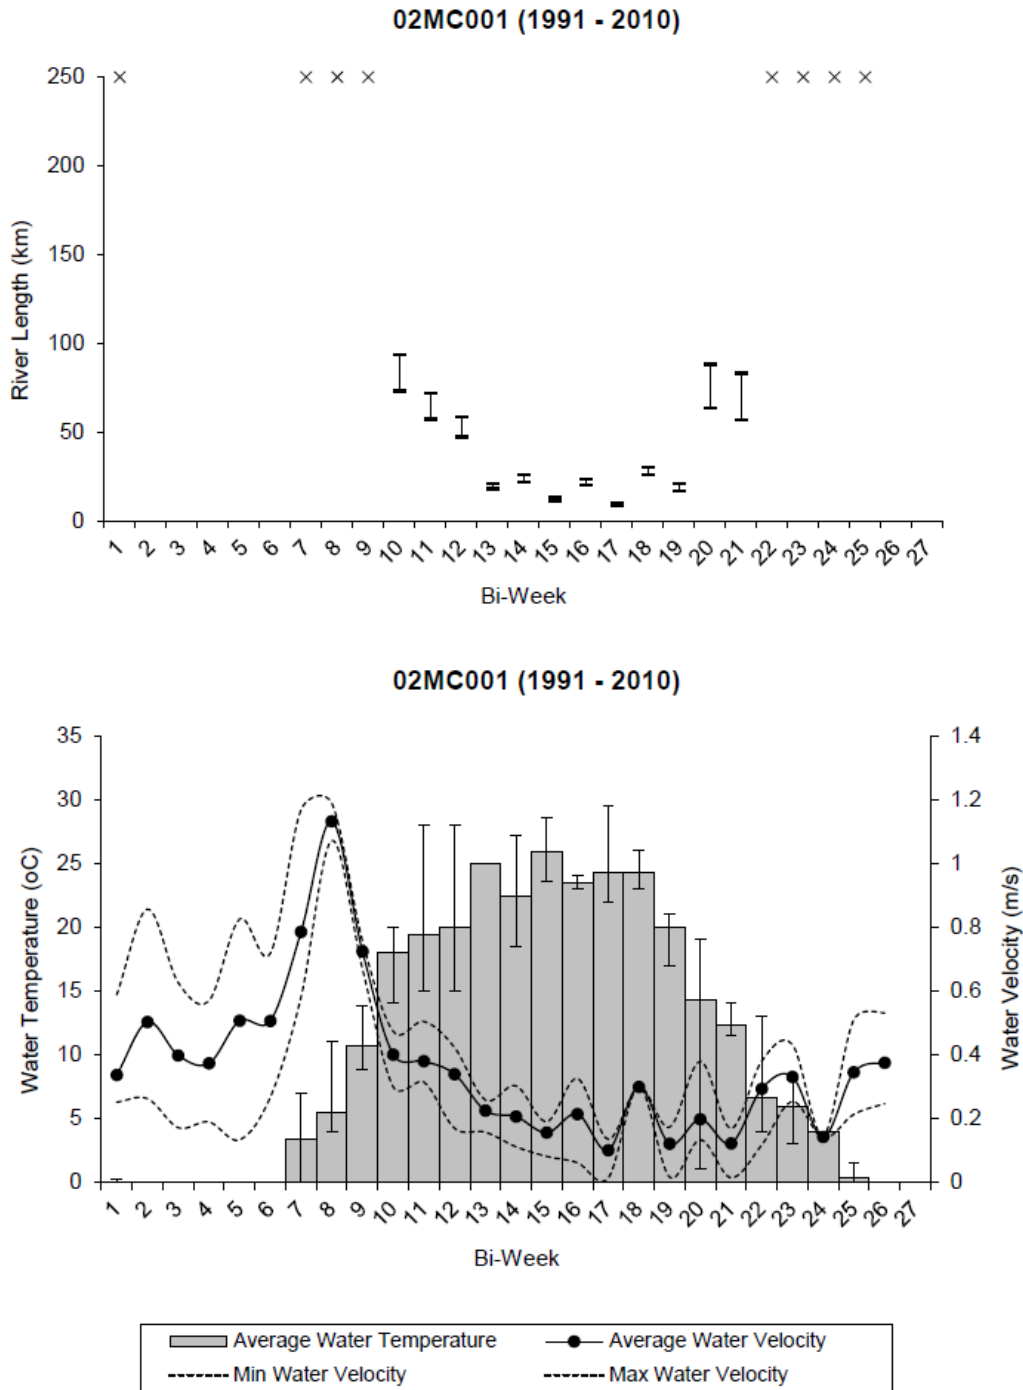 02MC001 (1991 - 2010)
250
200
150
100
50
0
River Length (km)
1 2 3 4 5 6 7 8 9 10 11 12 13 14 15 16 17 18 19 20 21 22 23 24 25 26 27
Bi-Week
02MC001 (1991 - 2010)
35
30
25
20
15
10
5
0
Water Temperature (oC)
1.4
1.2
1
0.8
0.6
0.4
0.2
0
Water Velocity (m/s)
1 2 3 4 5 6 7 8 9 10 11 12 13 14 15 16 17 18 19 20 21 22 23 24 25 26 27
Bi-Week
Average Water Temperature Average Water Velocity
Min Water Velocity Max Water Velocity